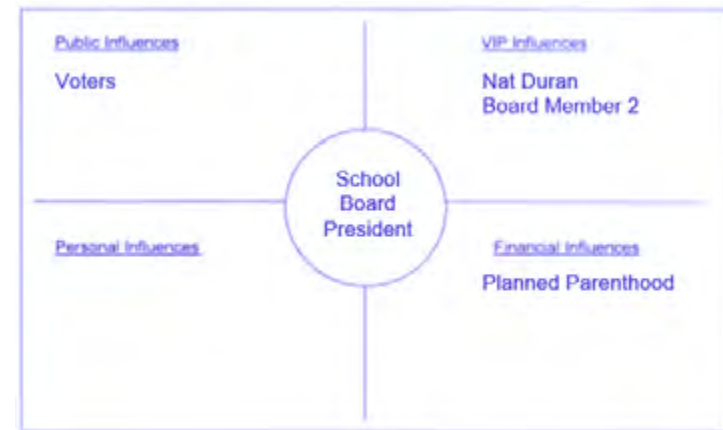 Public Influences
Voters
VIP Influences
Nat Duran
Board Member 2
School
Board
President
Personal Influences
Financial Influences
Planned Parenthood